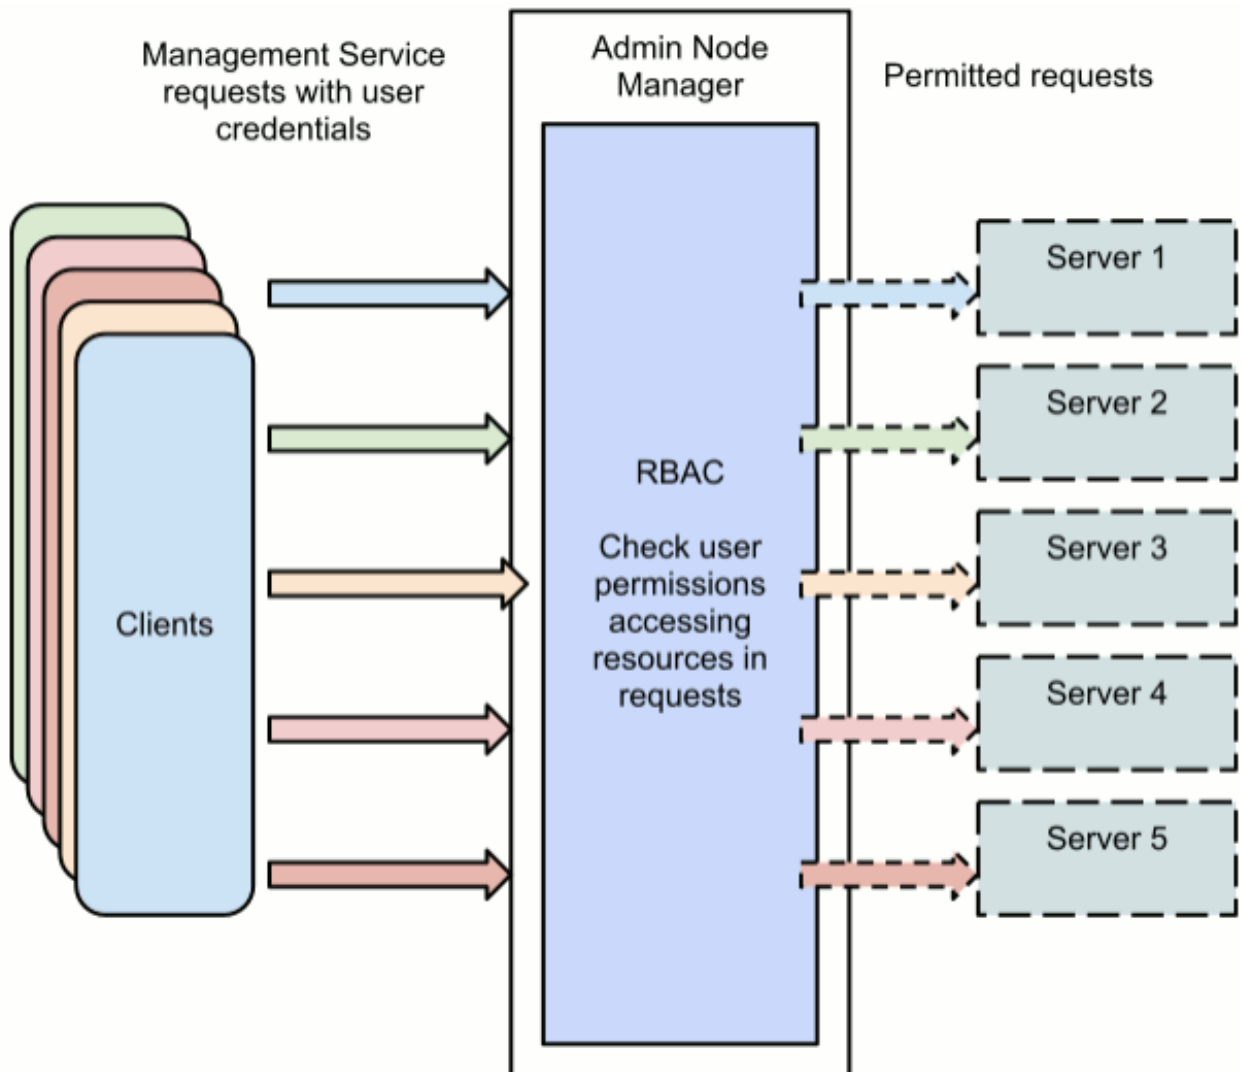 Management Service
requests with user
credentials
Admin Node
Manager
Permitted requests
Clients
RBAC
Check user
permissions
accessing
resources in
requests
Server 1
Server 2
Server 3
Server 4
Server 5